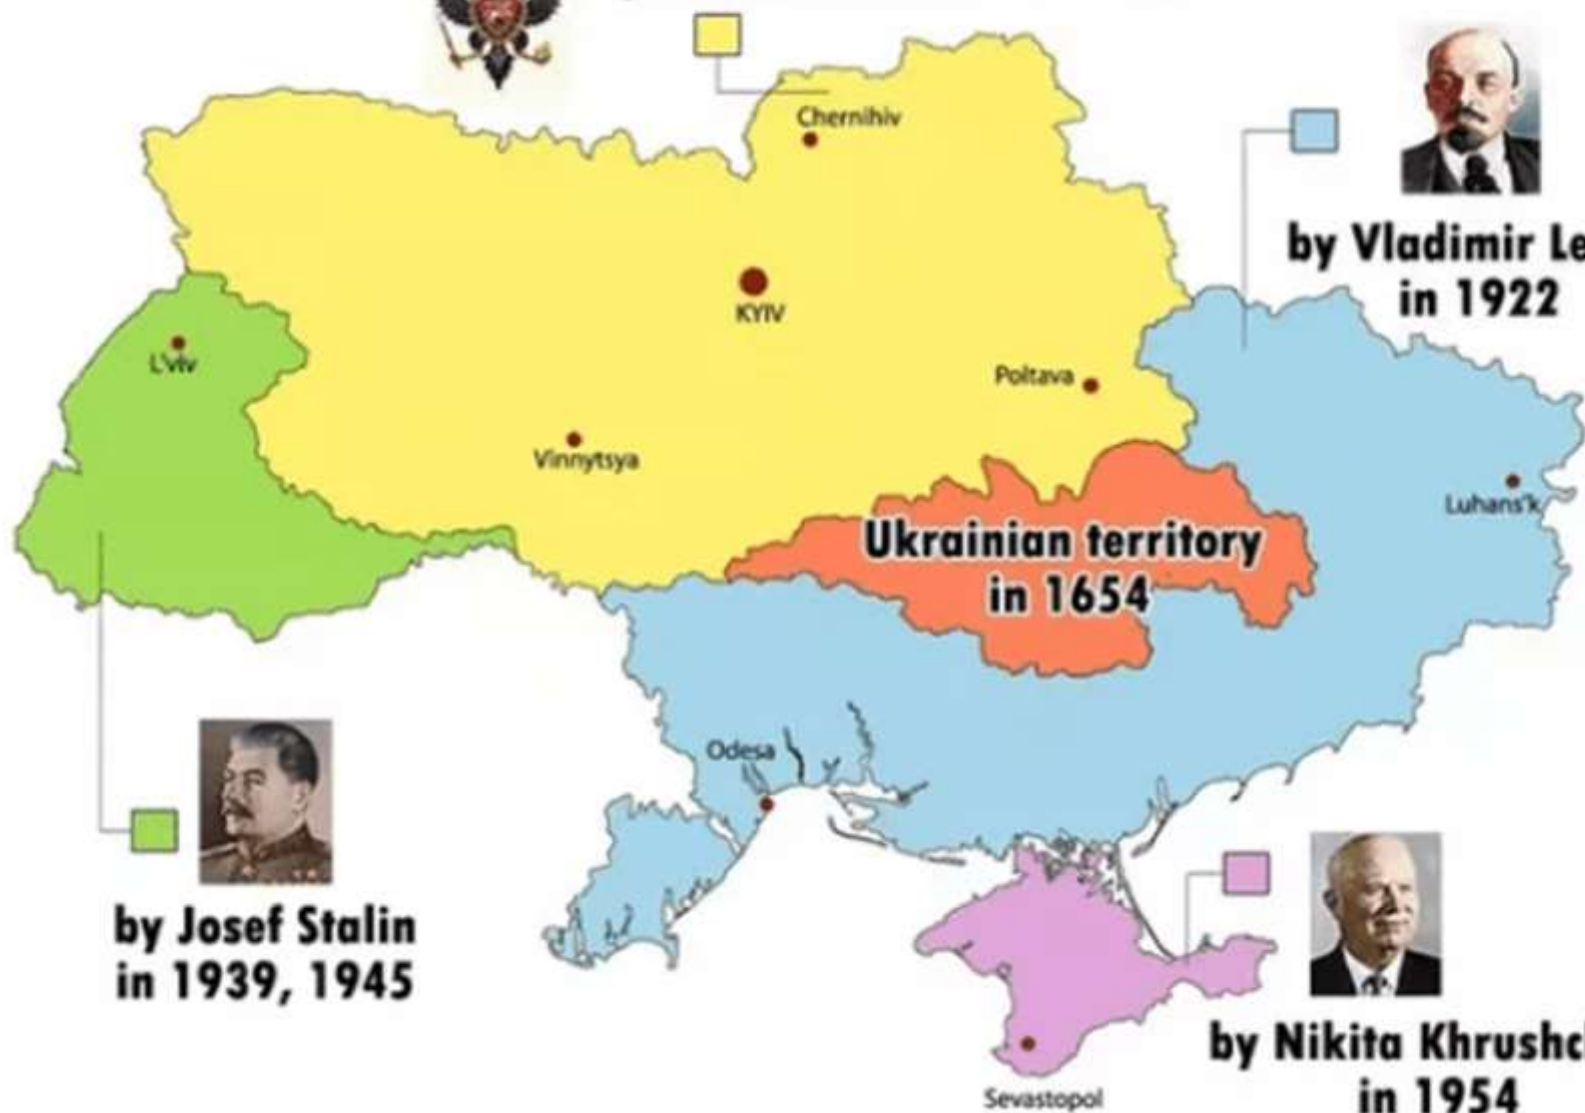 Chernihiv
by Vladimir Le
in 1922
KYIV
L'viv
Poltava
Vinnytsya
Luhans'k
Ukrainian territory
in 1654
Odesa
by Josef Stalin
in 1939, 1945
by Nikita Khrushc
in 1954
Sevastopol